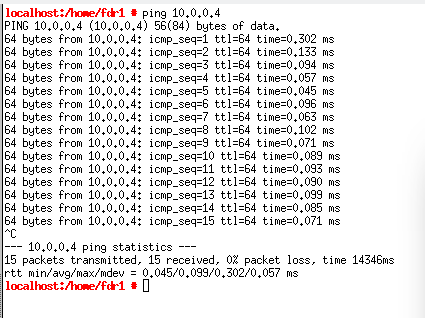 localhost:/home/fdr1 # ping 10.0.0.4
PING 10.0.0.4 (10.0.0.4) 56(84) bytes of data.
64 bytes from 10.0.0.4: icmp_seq=1 ttl=64 time=0.302 ms
64 bytes from 10.0.0.4: icmp_seq=2 ttl=64 time=0.133 ms
64 bytes from 10.0.0.4: icmp_seq=3 ttl=64 time=0.094 ms
64 bytes from 10.0.0.4: icmp_seq=4 ttl=64 time=0.057 ms
64 bytes from 10.0.0.4: icmp_seq=5 ttl=64 time=0.045 ms
64 bytes from 10.0.0.4: icmp_seq=6 ttl=64 time=0.096 ms
64 bytes from 10.0.0.4: icmp_seq=7 ttl=64 time=0.063 ms
64 bytes from 10.0.0.4: icmp_seq=8 ttl=64 time=0.102 ms
64 bytes from 10.0.0.4: icmp_seq=9 ttl=64 time=0.071 ms
64 bytes from 10.0.0.4: icmp_seq=10 ttl=64 time=0.089 ms
64 bytes from 10.0.0.4: icmp_seq=11 ttl=64 time=0.093 ms
64 bytes from 10.0.0.4: icmp_seq=12 ttl=64 time=0.090 ms
64 bytes from 10.0.0.4: icmp_seq=13 ttl=64 time=0.099 ms
64 bytes from 10.0.0.4: icmp_seq=14 ttl=64 time=0.085 ms
64 bytes from 10.0.0.4: icmp_seq=15 ttl=64 time=0.071 ms
^C
--- 10.0.0.4 ping statistics ---
15 packets transmitted, 15 received, 0% packet loss, time 14346ms
rtt min/avg/max/mdev = 0.045/0.099/0.302/0.057 ms
localhost:/home/fdr1 #